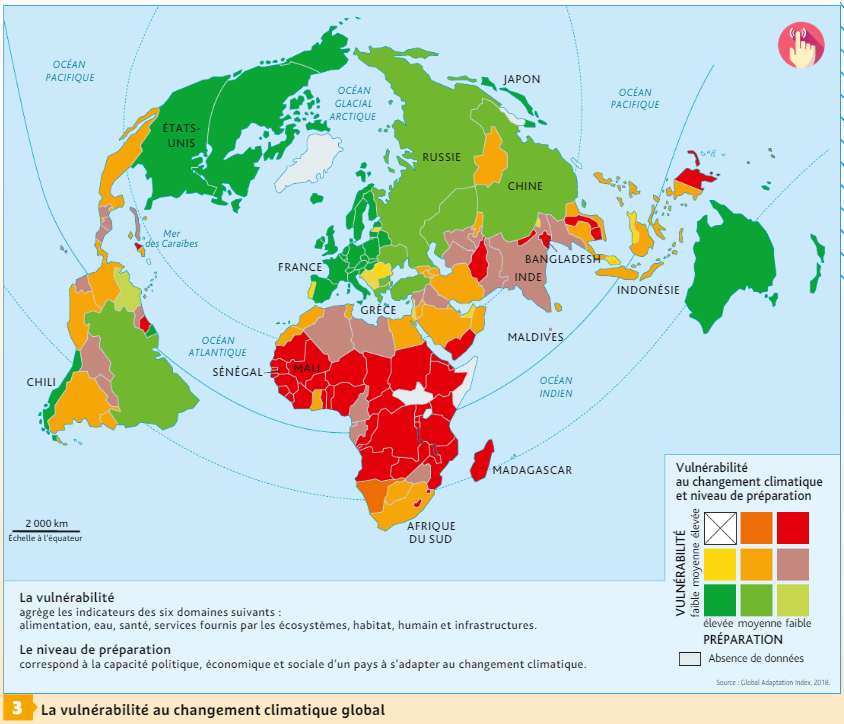 OCÉAN
PACIFIQUE
OCÉAN
GLACIAL
ARCTIQUE
JAPON
OCÉAN
PACIFIQUE
ÉTATS-
UNIS
RUSSIE
CHINE
Mer
des Caraïbes
FRANCE
BANGLADESH
INDE
INDONÉSIE
GRÈCE
OCÉAN
ATLANTIQUE
MALDIVES
SÉNÉGAL
MALI
CHILI
OCÉAN
INDIEN
MADAGASCAR
AFRIQUE
DU SUD
2 000 km
Échelle à l'équateur
Vulnérabilité
au changement climatique
et niveau de préparation
VULNÉRABILITÉ
faible moyenne élevée
élevée moyenne faible
PRÉPARATION
Absence de données
Source : Global Adaptation Index, 2018.
La vulnérabilité
agrège les indicateurs des six domaines suivants :
alimentation, eau, santé, services fournis par les écosystèmes, habitat, humain et infrastructures.
Le niveau de préparation
correspond à la capacité politique, économique et sociale d'un pays à s'adapter au changement climatique.
3 La vulnérabilité au changement climatique global